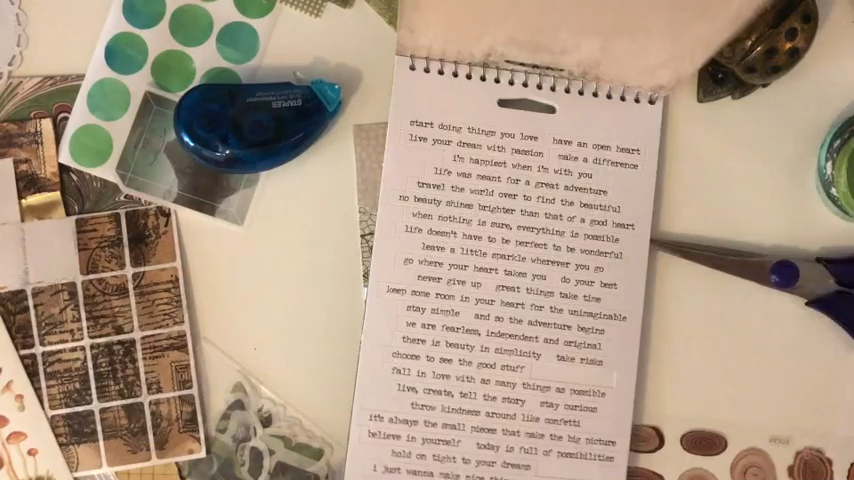 STAPLES
start doing things you love have an open heart
live your dream with passion make a difference
i'm happiest when i'm with you
life was meant for a great adventure
travel the world over to find the beautiful
no beauty shines brighter than that of a good heart
when nothing is sure, everything is possible
life doesn't have to be perfect to be wonderful
leave a little sparkle wherever you go
go where your heart takes you do your best
never give up great things take time
keep some room in your heart for the unimaginable
stay simple and so the adventure begins
we are fearless, independent and original
there is beauty in simplicity take risks
choose to see the good stuff
fall in love with as many things as possible
live, create, tell the story stay curious
throw kindness around like confetti
it's always the small pieces that make the big picture
believe in yourself today is full of possibilities
hold on tight to your dreams
i just wanna make nice